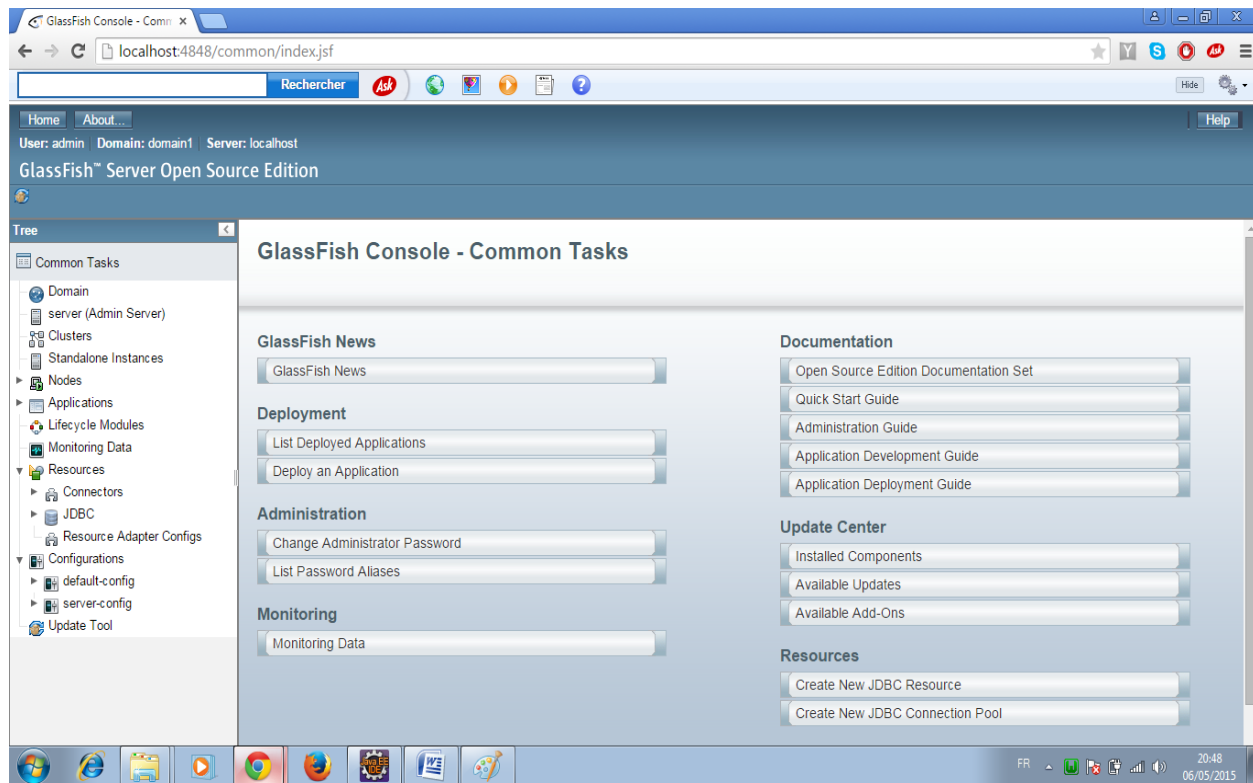 GlassFish Console - Comn
localhost:4848/common/index.jsf
Rechercher Ask Hide
Home About... Help
User: admin Domain: domain1 Server: localhost
GlassFish™ Server Open Source Edition
Tree
Common Tasks
Domain
server (Admin Server)
Clusters
Standalone Instances
Nodes
Applications
Lifecycle Modules
Monitoring Data
Resources
Connectors
JDBC
Resource Adapter Configs
Configurations
default-config
server-config
Update Tool
GlassFish Console - Common Tasks
GlassFish News
GlassFish News
Deployment
List Deployed Applications
Deploy an Application
Administration
Change Administrator Password
List Password Aliases
Monitoring
Monitoring Data
Documentation
Open Source Edition Documentation Set
Quick Start Guide
Administration Guide
Application Development Guide
Application Deployment Guide
Update Center
Installed Components
Available Updates
Available Add-Ons
Resources
Create New JDBC Resource
Create New JDBC Connection Pool
Java EE
IDE
FR
20:48
06/05/2015